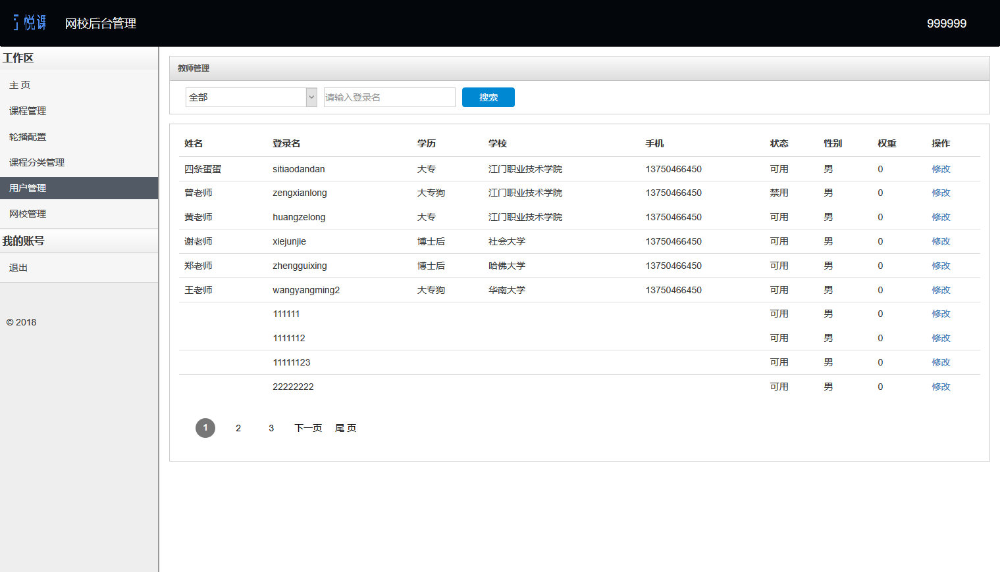 悦课 网校后台管理 999999
工作区
主 页
课程管理
轮播配置
课程分类管理
用户管理
网校管理
我的账号
退出
© 2018
教师管理
全部 请输入登录名 搜索
姓名 登录名 学历 学校 手机 状态 性别 权重 操作
四条蛋蛋 sitiaodandan 大专 江门职业技术学院 13750466450 可用 男 0 修改
曾老师 zengxianlong 大专狗 江门职业技术学院 13750466450 禁用 男 0 修改
黄老师 huangzelong 大专 江门职业技术学院 13750466450 可用 男 0 修改
谢老师 xiejunjie 博士后 社会大学 13750466450 可用 男 0 修改
郑老师 zhengguixing 博士后 哈佛大学 13750466450 可用 男 0 修改
王老师 wangyangming2 大专狗 华南大学 13750466450 可用 男 0 修改
111111 可用 男 0 修改
1111112 可用 男 0 修改
11111123 可用 男 0 修改
22222222 可用 男 0 修改
1 2 3 下一页 尾 页